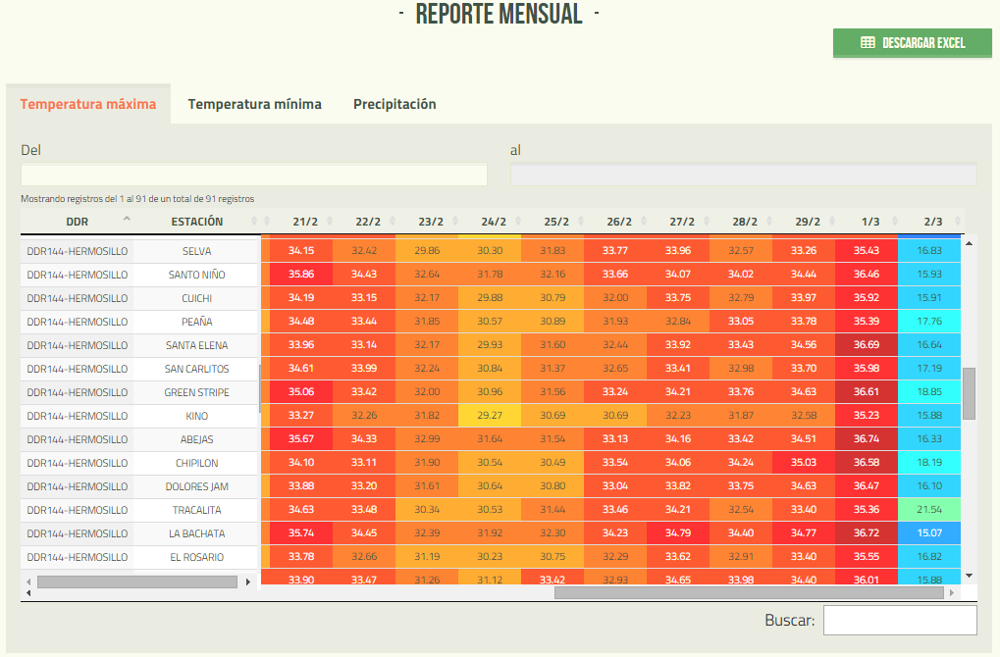 - REPORTE MENSUAL -
DESCARGAR EXCEL
Temperatura máxima Temperatura mínima Precipitación
Del al
Mostrando registros del 1 al 91 de un total de 91 registros
DDR ESTACIÓN 21/2 22/2 23/2 24/2 25/2 26/2 27/2 28/2 29/2 1/3 2/3
DDR144-HERMOSILLO SELVA 34.15 32.42 29.86 30.30 31.83 33.77 33.96 32.57 33.26 35.43 16.83
DDR144-HERMOSILLO SANTO NIÑO 35.86 34.43 32.64 31.78 32.16 33.66 34.07 34.02 34.44 36.46 15.93
DDR144-HERMOSILLO CUICHI 34.19 33.15 32.17 29.88 30.79 32.00 33.75 32.79 33.97 35.92 15.91
DDR144-HERMOSILLO PEAÑA 34.48 33.44 31.85 30.57 30.89 31.93 32.84 33.05 33.78 35.39 17.76
DDR144-HERMOSILLO SANTA ELENA 33.96 33.14 32.17 29.93 31.60 32.44 33.92 33.43 34.56 36.69 16.64
DDR144-HERMOSILLO SAN CARLITOS 34.61 33.99 32.24 30.84 31.37 32.65 33.41 32.98 33.70 35.98 17.19
DDR144-HERMOSILLO GREEN STRIPE 35.06 33.42 32.00 30.96 31.56 33.24 34.21 33.76 34.63 36.61 18.85
DDR144-HERMOSILLO KINO 33.27 32.26 31.82 29.27 30.69 30.69 32.23 31.87 32.58 35.23 15.88
DDR144-HERMOSILLO ABEJAS 35.67 34.33 32.99 31.64 31.54 33.13 34.16 33.42 34.51 36.74 16.33
DDR144-HERMOSILLO CHIPILON 34.10 33.11 31.90 30.54 30.49 33.54 34.06 34.24 35.03 36.58 18.19
DDR144-HERMOSILLO DOLORES JAM 33.88 33.20 31.61 30.64 30.80 33.04 33.82 33.75 34.63 36.47 16.10
DDR144-HERMOSILLO TRACALITA 34.63 33.48 30.34 30.53 31.44 33.46 34.21 32.54 33.40 35.36 21.54
DDR144-HERMOSILLO LA BACHATA 35.74 34.45 32.39 31.92 32.30 34.23 34.79 34.40 34.77 36.72 15.07
DDR144-HERMOSILLO EL ROSARIO 33.78 32.66 31.19 30.23 30.75 32.29 33.62 32.91 33.40 35.55 16.82
33.90 33.47 31.26 31.12 33.42 32.93 34.65 33.98 34.40 36.01 15.88
Buscar: